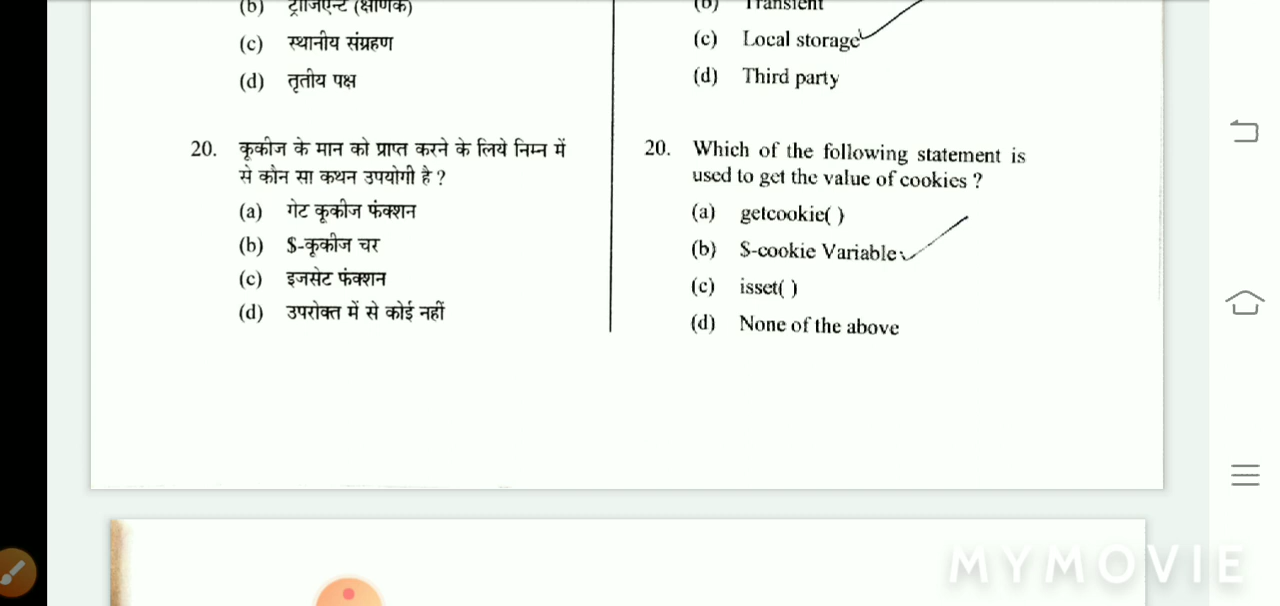 (b) ट्रांजिएन्ट (क्षणिक)
(c) स्थानीय संग्रहण
(d) तृतीय पक्ष
20. कूकीज के मान को प्राप्त करने के लिये निम्न में
से कौन सा कथन उपयोगी है ?
(a) गेट कूकीज फंक्शन
(b) $-कूकीज चर
(c) इजसेट फंक्शन
(d) उपरोक्त में से कोई नहीं
(b) Transient
(c) Local storage
(d) Third party
20. Which of the following statement is
used to get the value of cookies ?
(a) getcookie( )
(b) $-cookie Variable
(c) isset( )
(d) None of the above
MYMOVIE